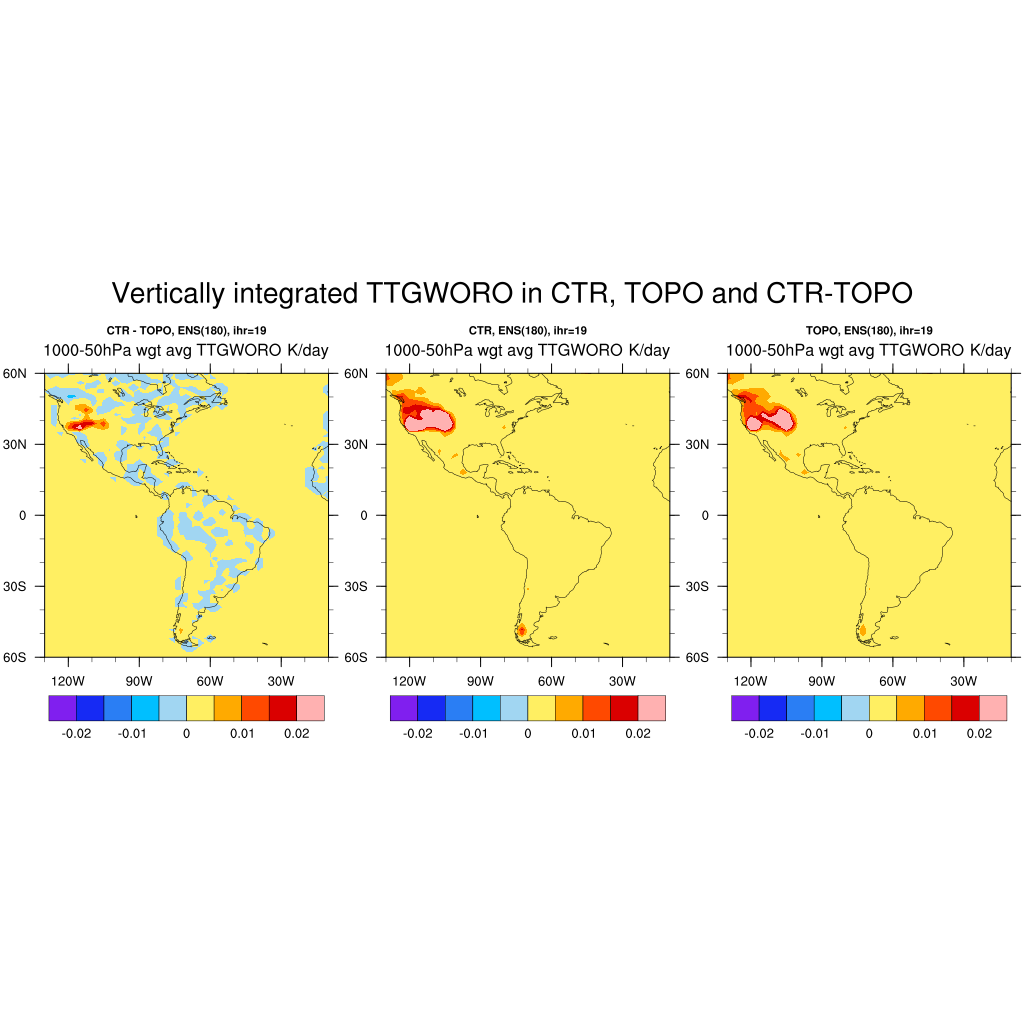 Vertically integrated TTGWORO in CTR, TOPO and CTR-TOPO
CTR - TOPO, ENS(180), ihr=19
1000-50hPa wgt avg TTGWORO K/day
60N
30N
0
30S
60S
120W 90W 60W 30W
-0.02 -0.01 0 0.01 0.02
CTR, ENS(180), ihr=19
1000-50hPa wgt avg TTGWORO K/day
60N
30N
0
30S
60S
120W 90W 60W 30W
-0.02 -0.01 0 0.01 0.02
TOPO, ENS(180), ihr=19
1000-50hPa wgt avg TTGWORO K/day
60N
30N
0
30S
60S
120W 90W 60W 30W
-0.02 -0.01 0 0.01 0.02